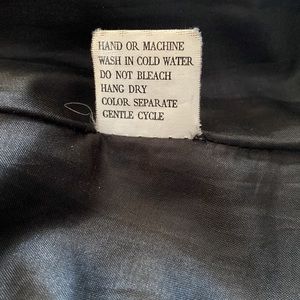 HAND OR MACHINE
WASH IN COLD WATER
DO NOT BLEACH
HANG DRY
COLOR SEPARATE
GENTLE CYCLE